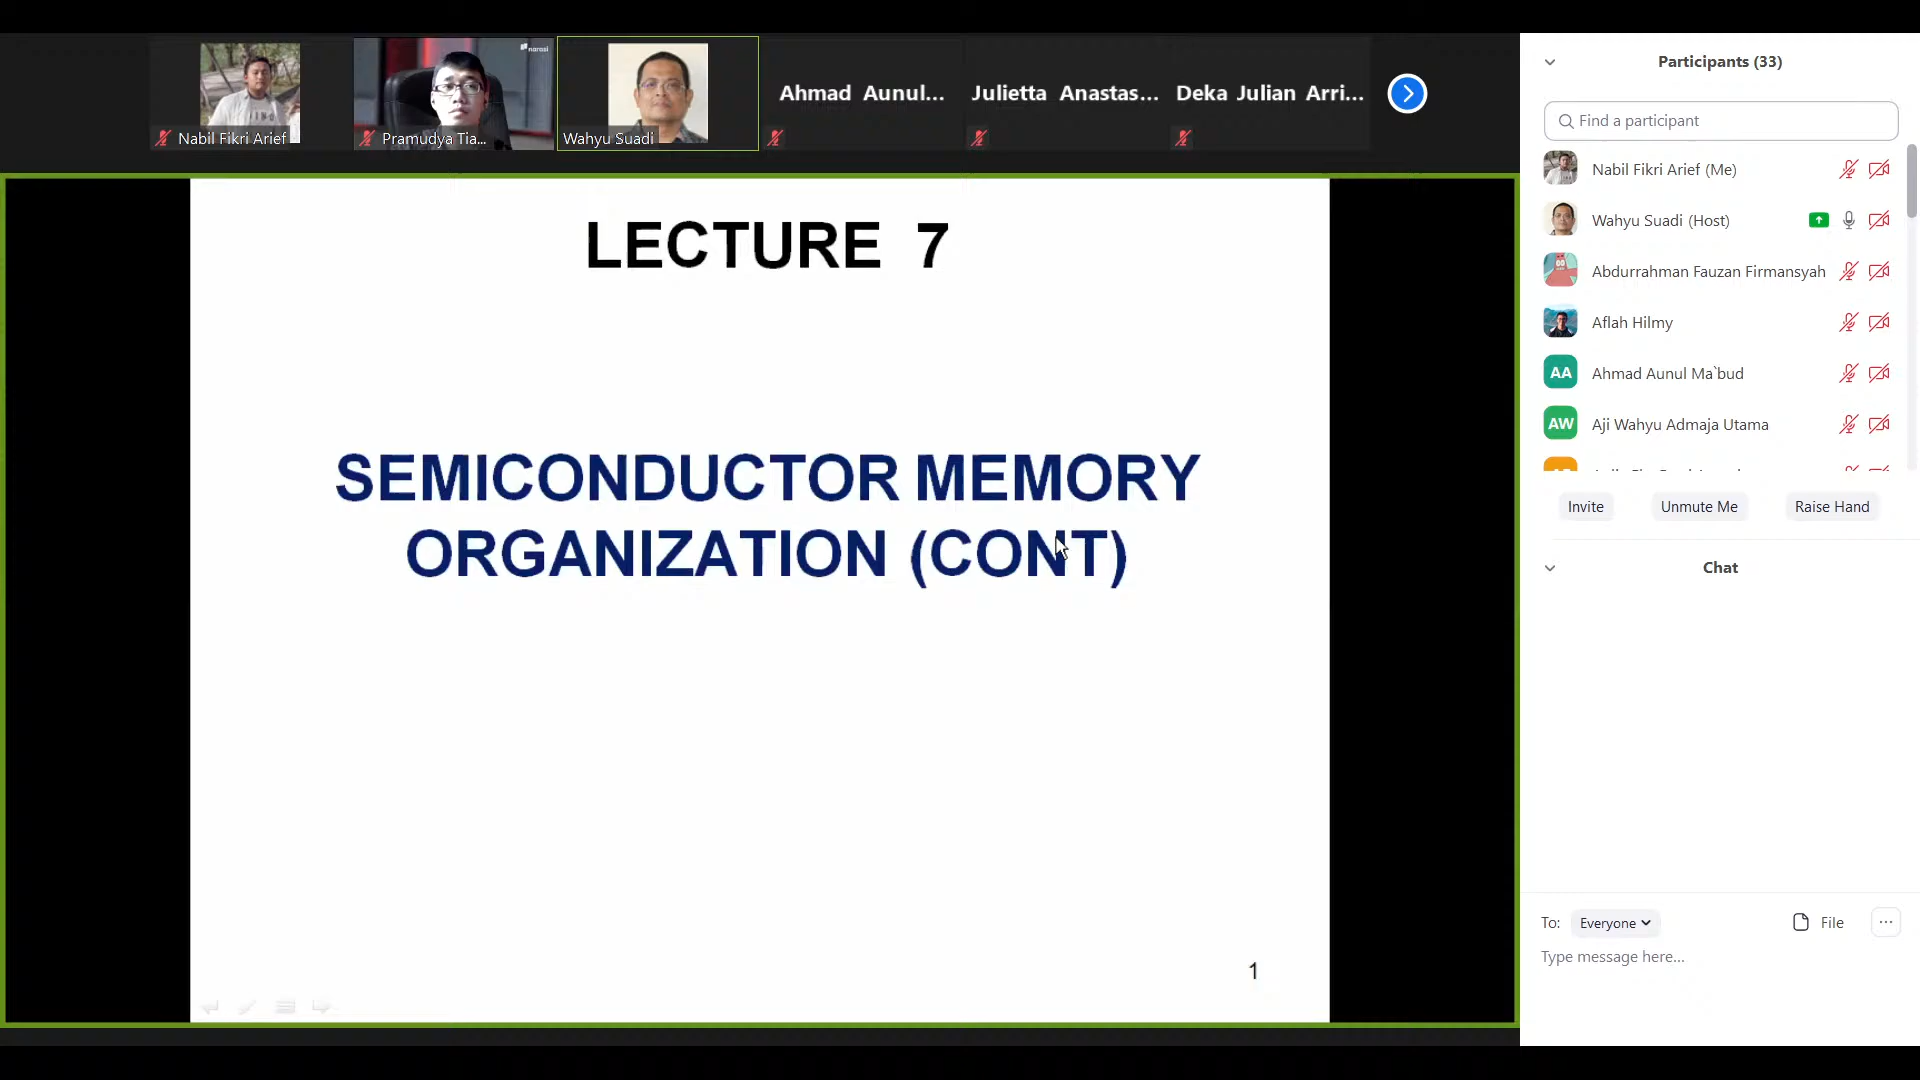 Nabil Fikri Arief
Pramudya Tia...
narasi
Wahyu Suadi
Ahmad Aunul...
Julietta Anastas...
Deka Julian Arri...
LECTURE 7
SEMICONDUCTOR MEMORY
ORGANIZATION (CONT)
1
Participants (33)
Find a participant
Nabil Fikri Arief (Me)
Wahyu Suadi (Host)
Abdurrahman Fauzan Firmansyah
Aflah Hilmy
AA Ahmad Aunul Ma`bud
AW Aji Wahyu Admaja Utama
Invite Unmute Me Raise Hand
Chat
To: Everyone File
Type message here...